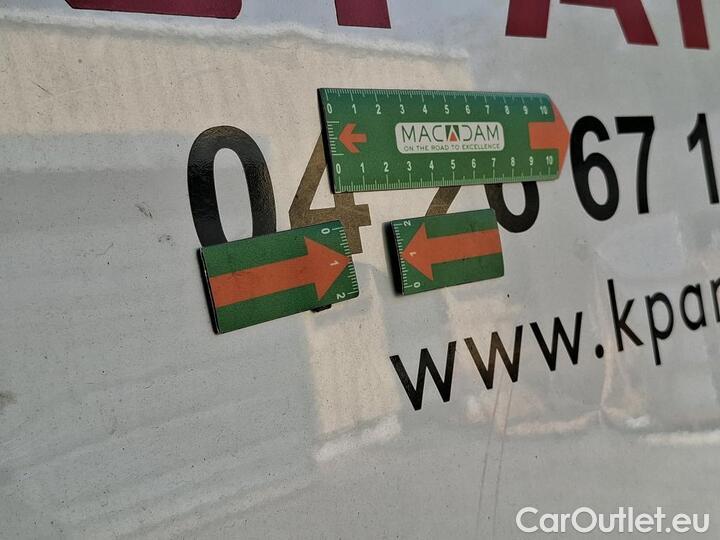 0 1 2 3 4 5 6 7 8 9 10
MACADAM
ON THE ROAD TO EXCELLENCE
0 1 2 3 4 5 6 7 8 9 10
67 1
0 1 2
2 1 0
www.kpar
CarOutlet.eu